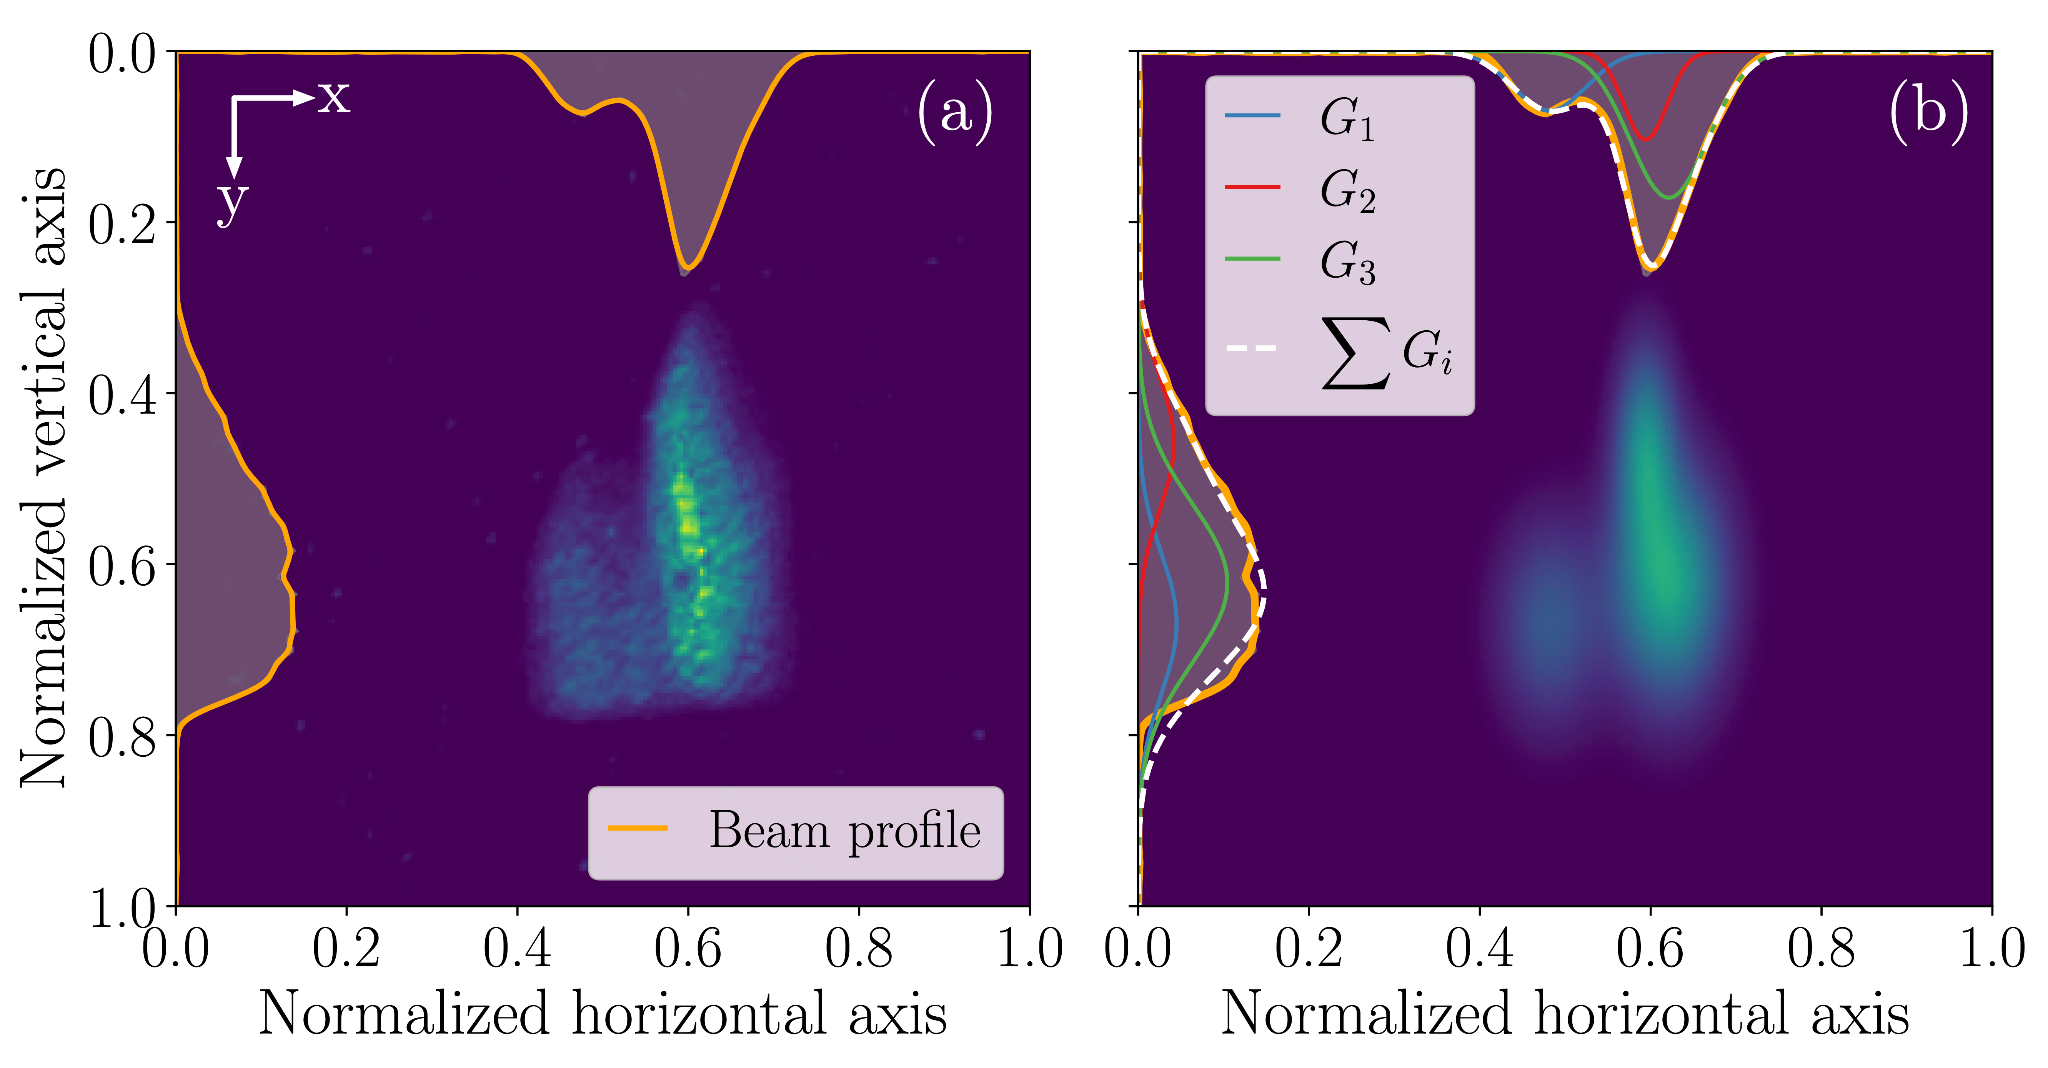 0.0
0.2
0.4
0.6
0.8
1.0
Normalized vertical axis
x
y
(a)
Beam profile
0.0 0.2 0.4 0.6 0.8 1.0
Normalized horizontal axis
G₁
G₂
G₃
∑ Gᵢ
(b)
0.0 0.2 0.4 0.6 0.8 1.0
Normalized horizontal axis